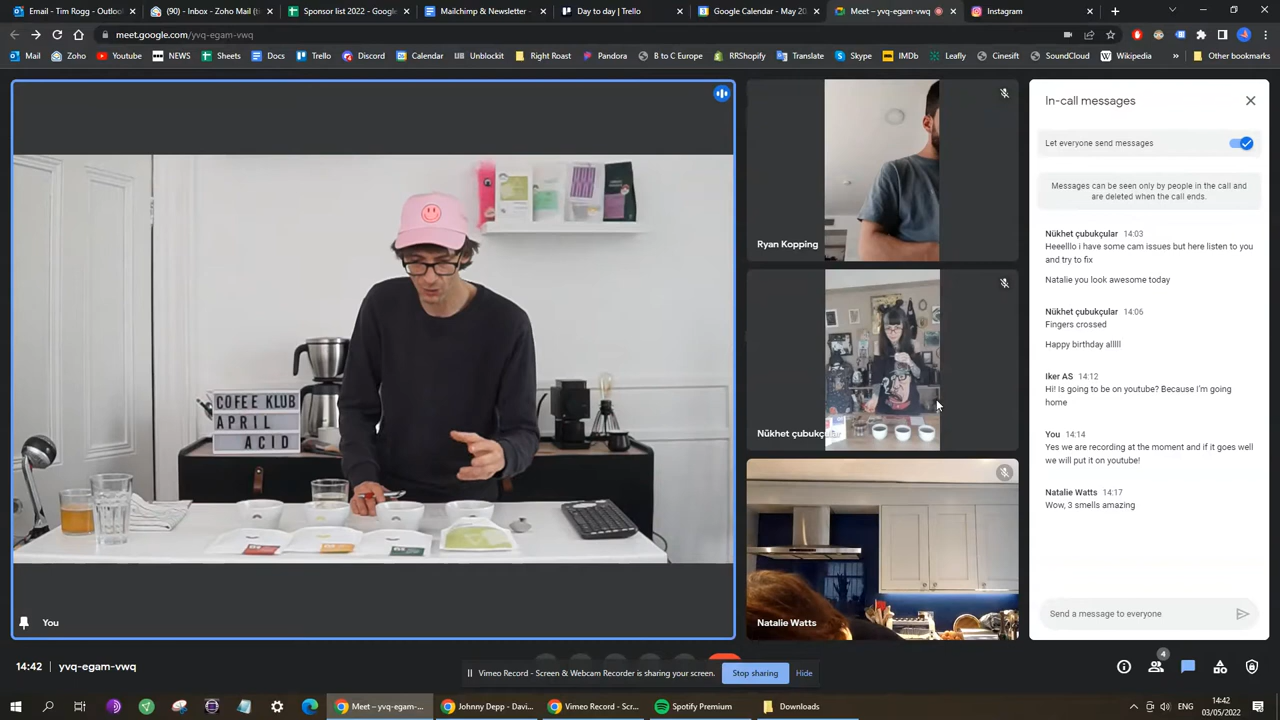 Email - Tim Rogg - Outloo
(90) - Inbox - Zoho Mail (t
Sponsor list 2022 - Google
Mailchimp & Newsletter -
Day to day | Trello
Google Calendar - May 20
Meet – yvq-egam-vwq
Instagram
meet.google.com/yvq-egam-vwq
Mail
Zoho
Youtube
NEWS
Sheets
Docs
Trello
Discord
Calendar
Unblockit
Right Roast
Pandora
B to C Europe
RRShopify
Translate
Skype
IMDb
Leafly
Cinesift
SoundCloud
Wikipedia
»
Other bookmarks
COFEE KLUB
APRIL
ACID
You
Ryan Kopping
Nükhet çubukçular
Natalie Watts
In-call messages
Let everyone send messages
Messages can be seen only by people in the call and
are deleted when the call ends.
Nükhet çubukçular 14:03
Heeelllo i have some cam issues but here listen to you
and try to fix
Natalie you look awesome today
Nükhet çubukçular 14:06
Fingers crossed
Happy birthday alllll
Iker AS 14:12
Hi! Is going to be on youtube? Because I'm going
home
You 14:14
Yes we are recording at the moment and if it goes well
we will put it on youtube!
Natalie Watts 14:17
Wow, 3 smells amazing
Send a message to everyone
14:42 | yvq-egam-vwq
Vimeo Record - Screen & Webcam Recorder is sharing your screen.
Stop sharing
Hide
4
Meet – yvq-eg...
Johnny Depp - Davi...
Vimeo Record - Scr...
Spotify Premium
Downloads
ENG
14:42
03/05/2022